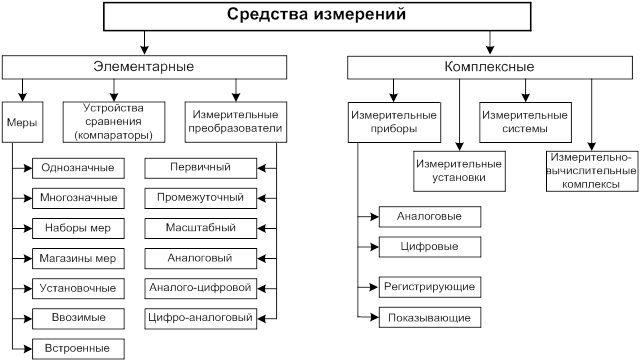 Средства измерений
Элементарные
Комплексные
Меры
Устройства
сравнения
(компараторы)
Измерительные
преобразователи
Измерительные
приборы
Измерительные
системы
Измерительные
установки
Измерительно-
вычислительные
комплексы
Однозначные
Многозначные
Наборы мер
Магазины мер
Установочные
Ввозимые
Встроенные
Первичный
Промежуточный
Масштабный
Аналоговый
Аналого-цифровой
Цифро-аналоговый
Аналоговые
Цифровые
Регистрирующие
Показывающие